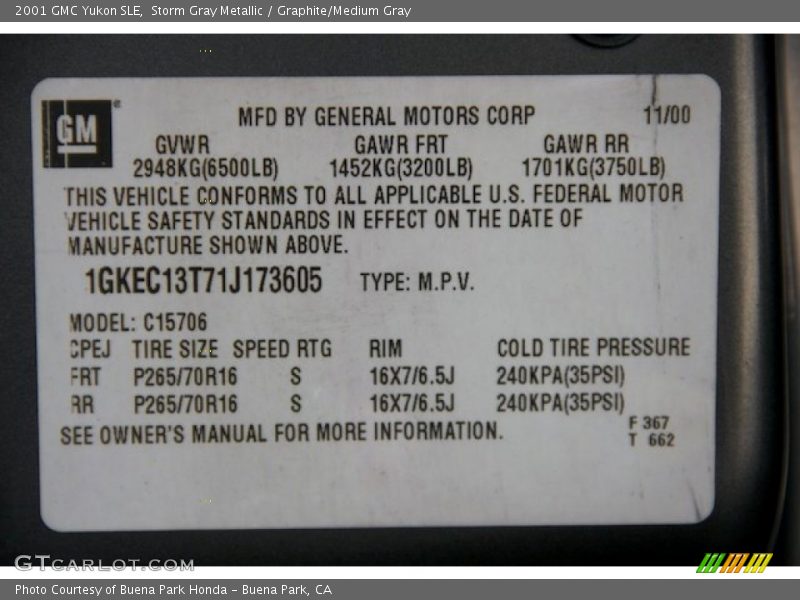 2001 GMC Yukon SLE, Storm Gray Metallic / Graphite/Medium Gray
GM ®
MFD BY GENERAL MOTORS CORP 11/00
GVWR GAWR FRT GAWR RR
2948KG(6500LB) 1452KG(3200LB) 1701KG(3750LB)
THIS VEHICLE CONFORMS TO ALL APPLICABLE U.S. FEDERAL MOTOR
VEHICLE SAFETY STANDARDS IN EFFECT ON THE DATE OF
MANUFACTURE SHOWN ABOVE.
1GKEC13T71J173605 TYPE: M.P.V.
MODEL: C15706
CPEJ TIRE SIZE SPEED RTG RIM COLD TIRE PRESSURE
FRT P265/70R16 S 16X7/6.5J 240KPA(35PSI)
RR P265/70R16 S 16X7/6.5J 240KPA(35PSI)
SEE OWNER'S MANUAL FOR MORE INFORMATION.
F 367
T 662
GTCARLOT.COM
Photo Courtesy of Buena Park Honda - Buena Park, CA